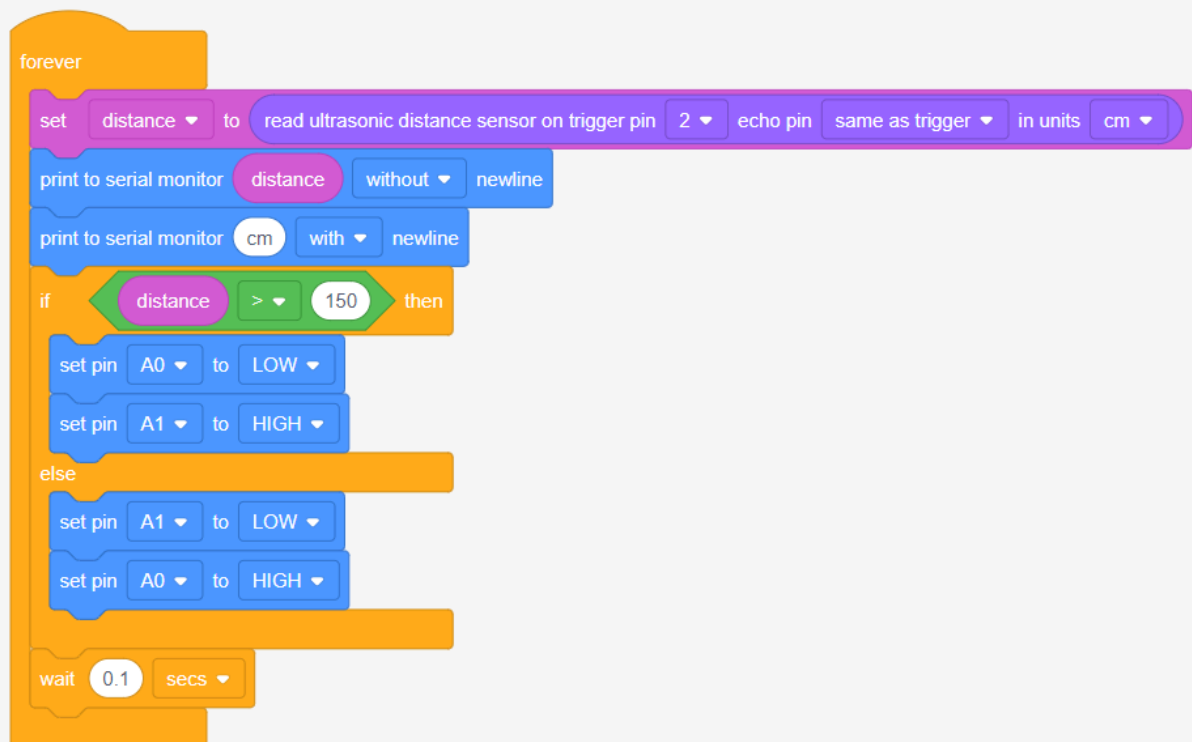 forever
set distance to read ultrasonic distance sensor on trigger pin 2 echo pin same as trigger in units cm
print to serial monitor distance without newline
print to serial monitor cm with newline
if distance > 150 then
set pin A0 to LOW
set pin A1 to HIGH
else
set pin A1 to LOW
set pin A0 to HIGH
wait 0.1 secs